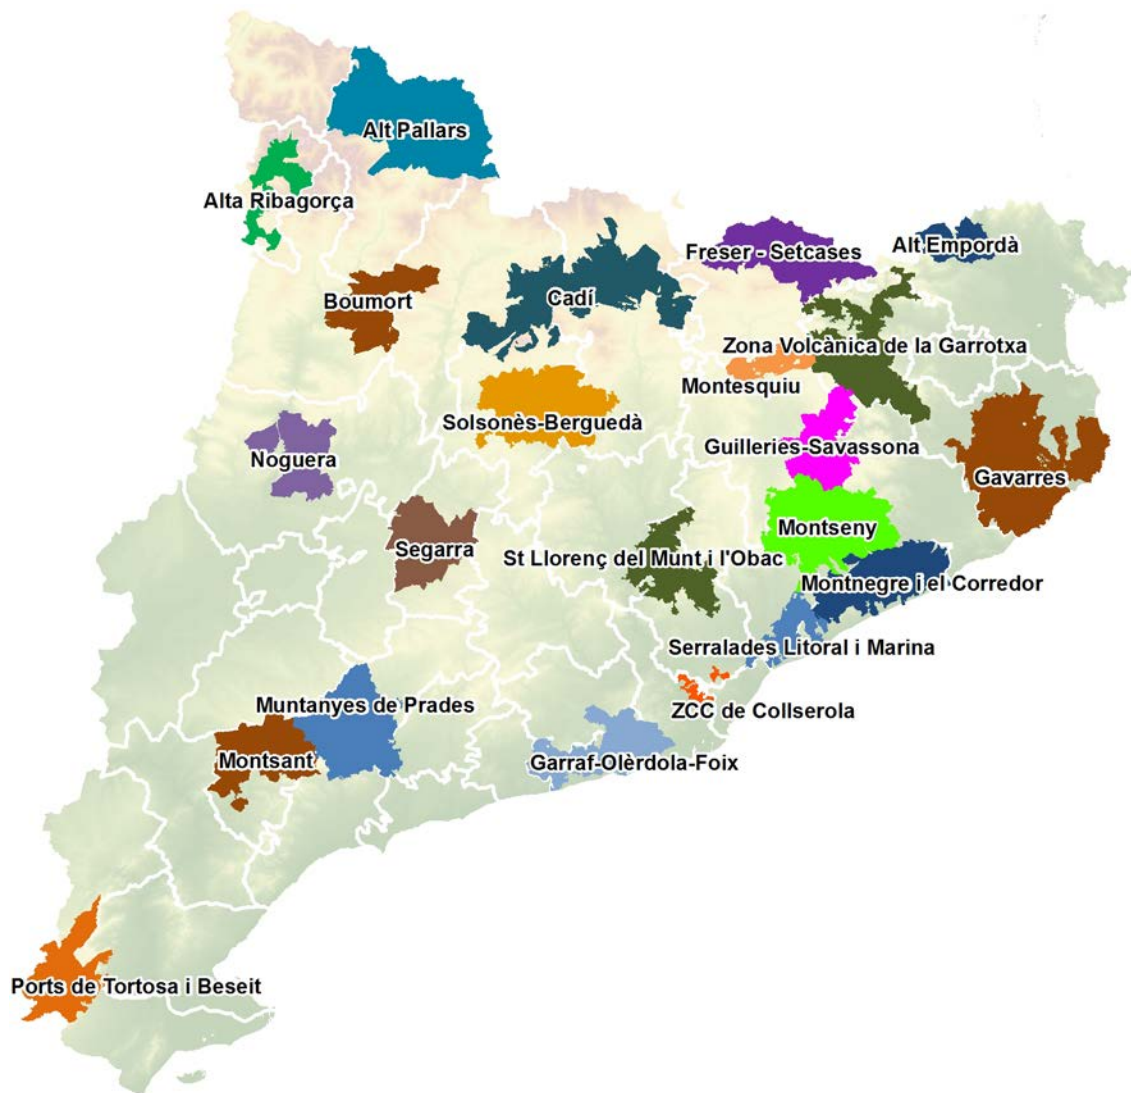 Alt Pallars
Alta Ribagorça
Freser - Setcases
Alt Empordà
Boumort
Cadí
Zona Volcànica de la Garrotxa
Montesquiu
Solsonès-Berguedà
Guilleries-Savassona
Noguera
Gavarres
Montseny
Segarra
St Llorenç del Munt i l'Obac
Montnegre i el Corredor
Serralades Litoral i Marina
Muntanyes de Prades
ZCC de Collserola
Montsant
Garraf-Olèrdola-Foix
Ports de Tortosa i Beseit